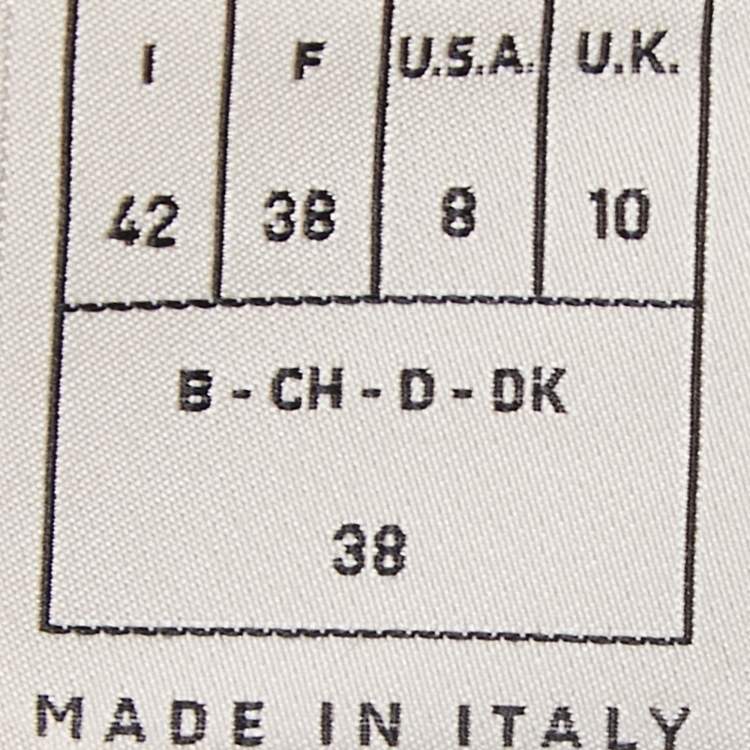 I F U.S.A. U.K.
42 38 8 10
B - CH - D - DK
38
MADE IN ITALY